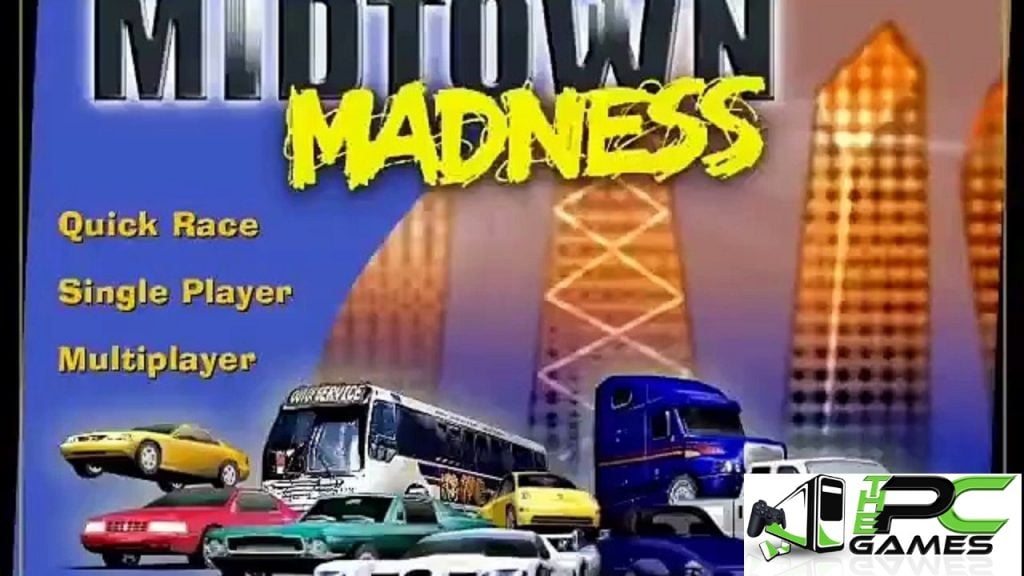 MIDTOWN
MADNESS
Quick Race
Single Player
Multiplayer
THE PC
GAMES